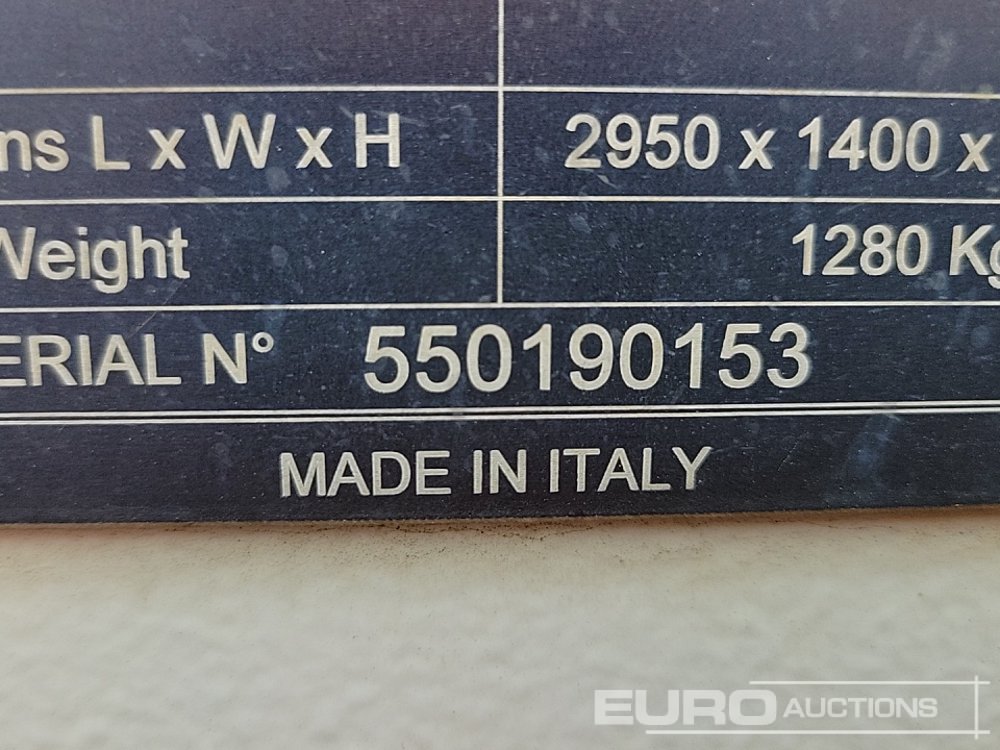 ns L x W x H 2950 x 1400 x
Weight 1280 Kg
ERIAL N° 550190153
MADE IN ITALY
EURO AUCTIONS